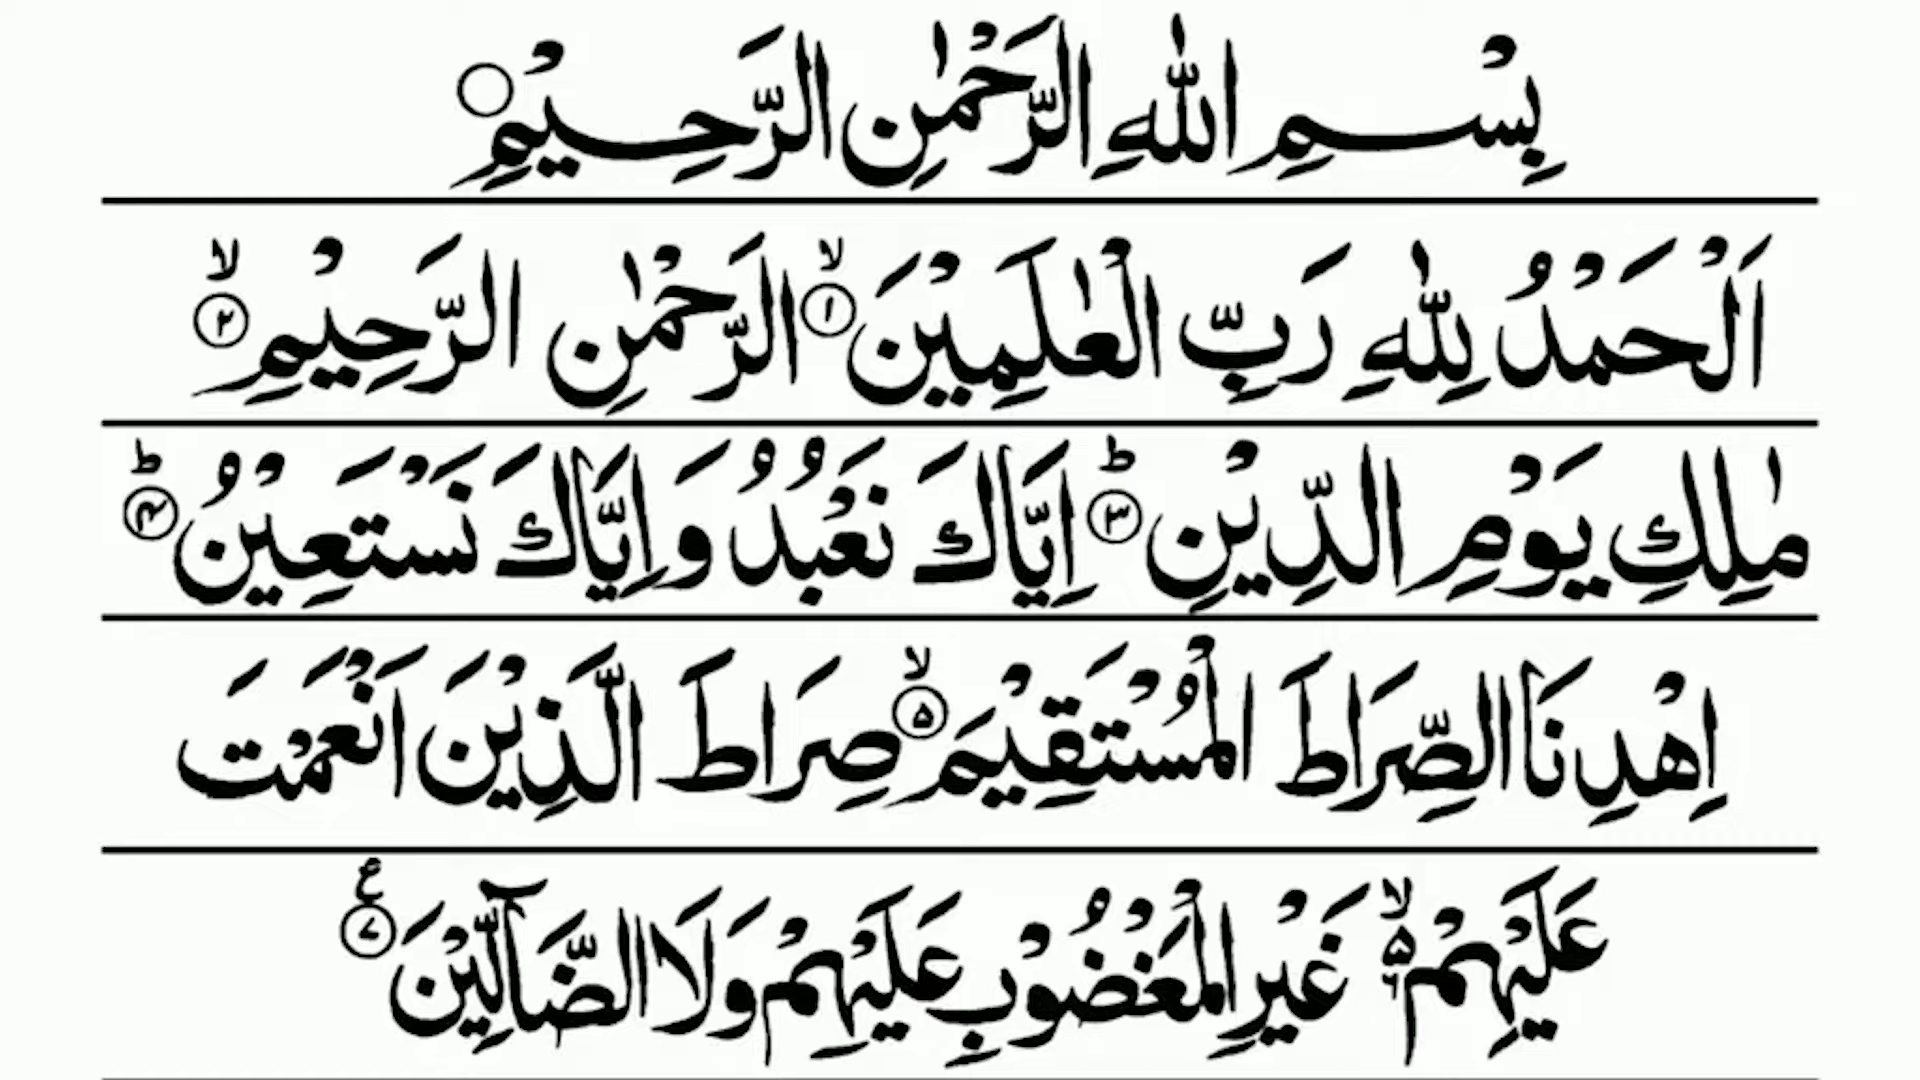 بِسْمِ اللّٰهِ الرَّحْمٰنِ الرَّحِيْمِ ○
اَلْحَمْدُ لِلّٰهِ رَبِّ الْعٰلَمِيْنَ ۙ﴿۱﴾ الرَّحْمٰنِ الرَّحِيْمِ ۙ﴿۲﴾
مٰلِكِ يَوْمِ الدِّيْنِ ؕ﴿۳﴾ اِيَّاكَ نَعْبُدُ وَاِيَّاكَ نَسْتَعِيْنُ ؕ﴿۴﴾
اِهْدِنَا الصِّرَاطَ الْمُسْتَقِيْمَ ۙ﴿۵﴾ صِرَاطَ الَّذِيْنَ اَنْعَمْتَ
عَلَيْهِمْ ۙ۵ غَيْرِ الْمَغْضُوْبِ عَلَيْهِمْ وَلَا الضَّآلِّيْنَ ﴿۷﴾ ع